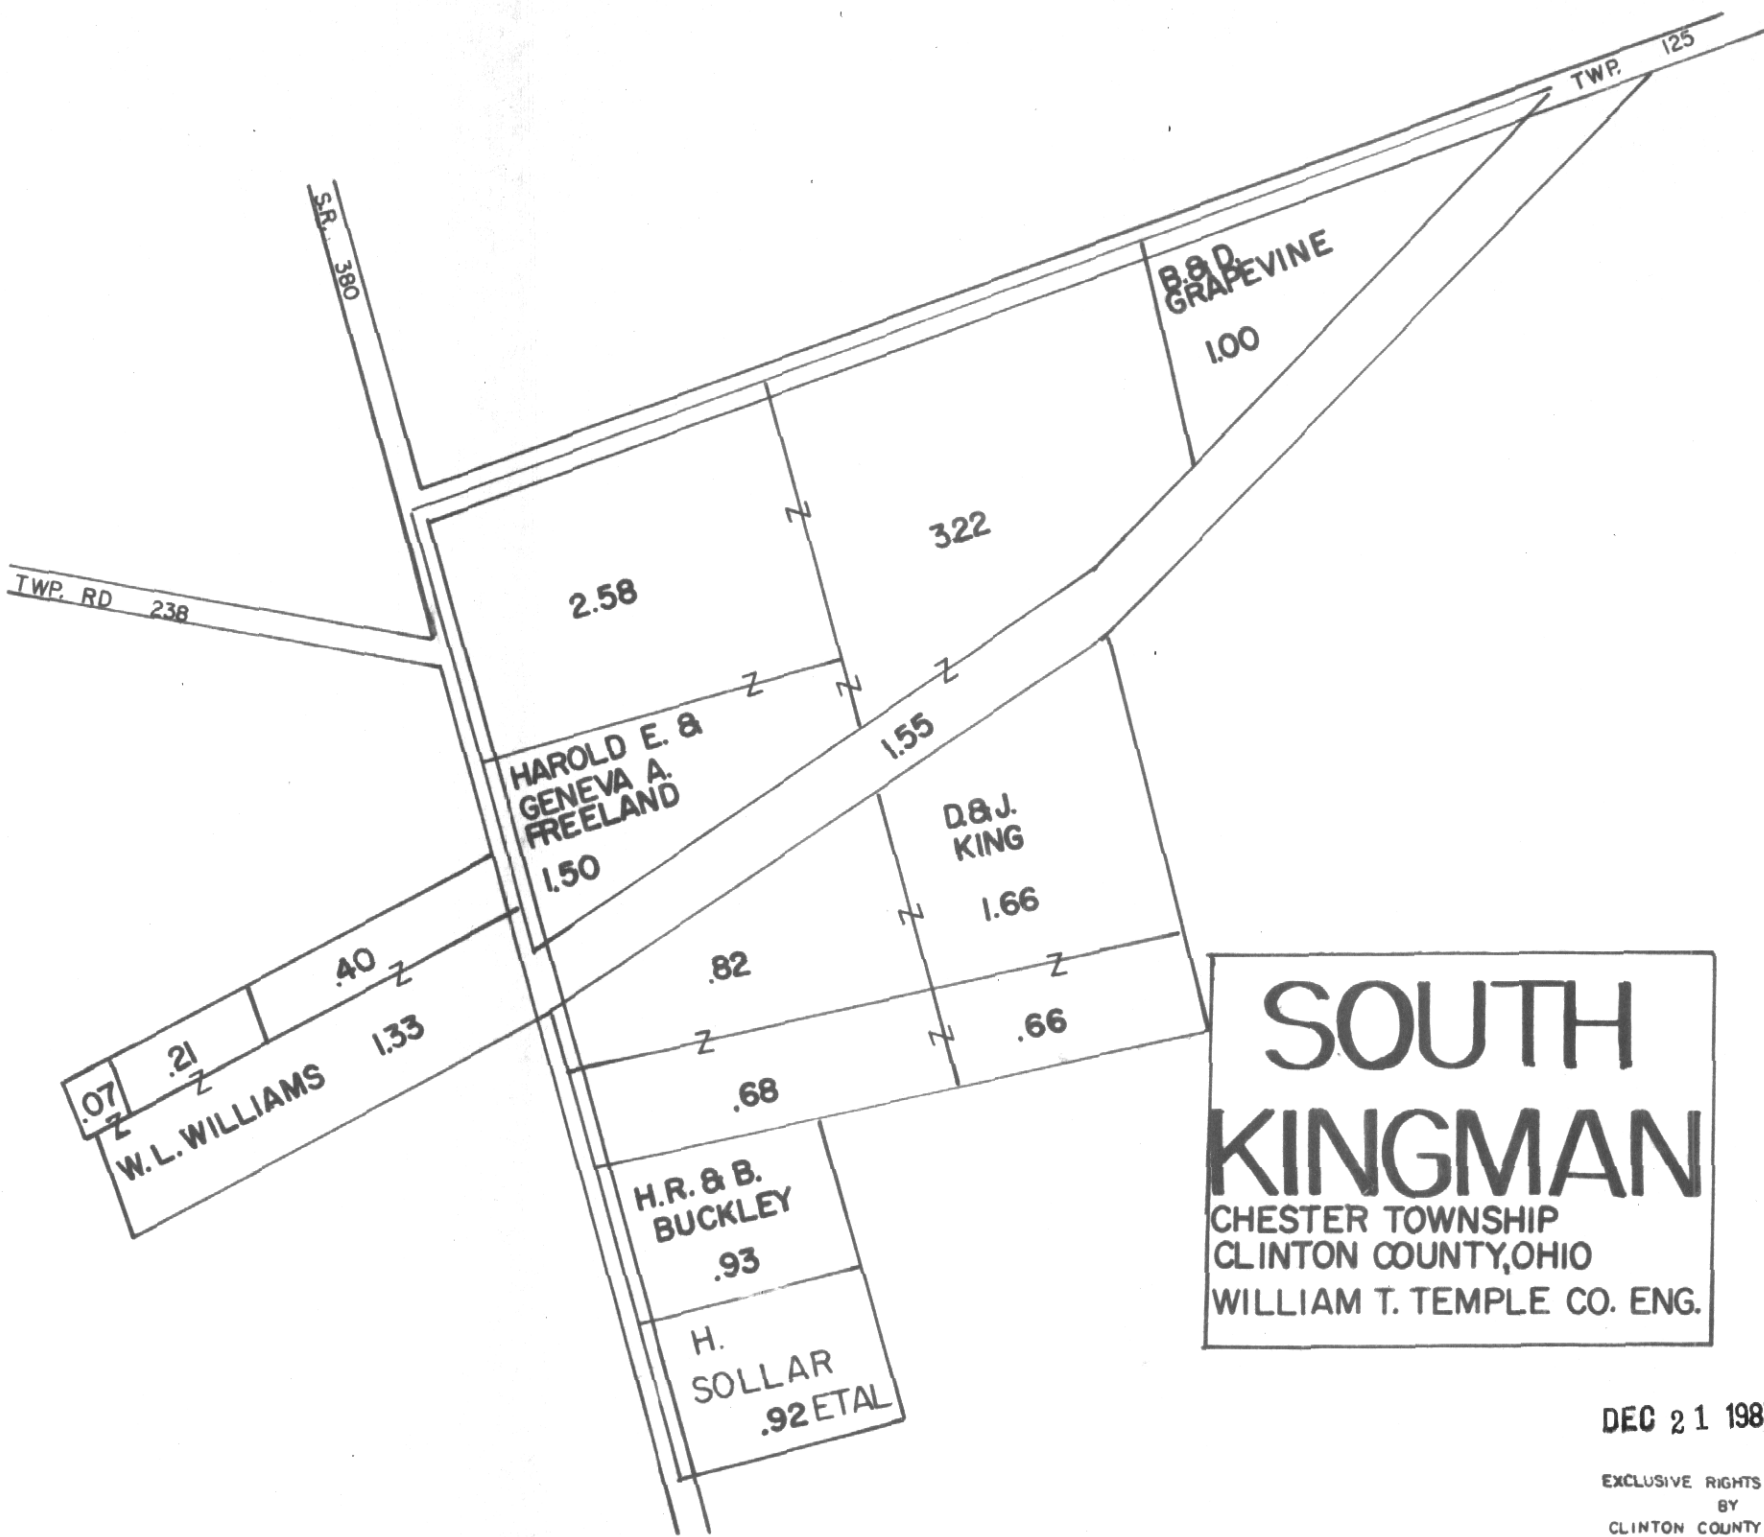 TWP. 125
S.R. 380
B.&D.
GRAPEVINE
1.00
3.22
2.58
TWP. RD 238
HAROLD E. &
GENEVA A.
FREELAND
1.50
1.55
D.&J.
KING
1.66
.82
.40
.66
.21
1.33
.07
.68
W.L. WILLIAMS
H.R. & B.
BUCKLEY
.93
H.
SOLLAR
.92 ETAL
SOUTH
KINGMAN
CHESTER TOWNSHIP
CLINTON COUNTY, OHIO
WILLIAM T. TEMPLE CO. ENG.
DEC 21 198
EXCLUSIVE RIGHTS
BY
CLINTON COUNTY